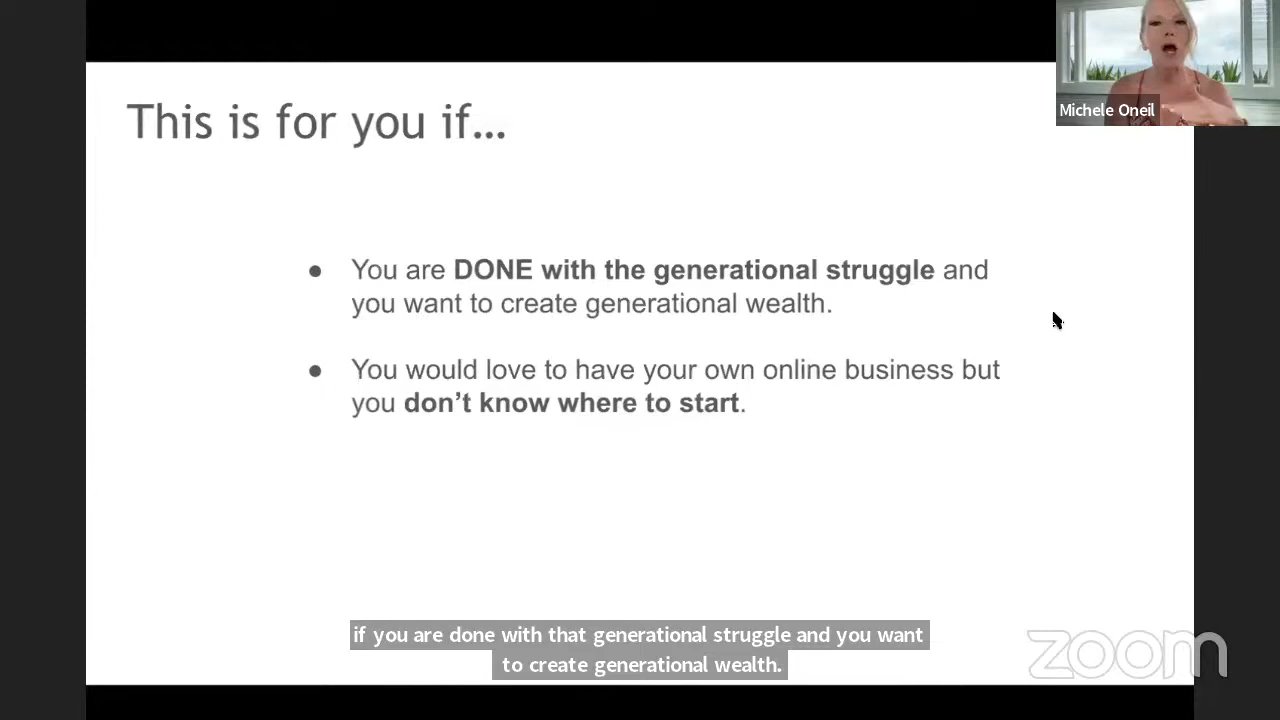 Michele Oneil
This is for you if...
● You are DONE with the generational struggle and
you want to create generational wealth.
● You would love to have your own online business but
you don’t know where to start.
if you are done with that generational struggle and you want
to create generational wealth.
zoom